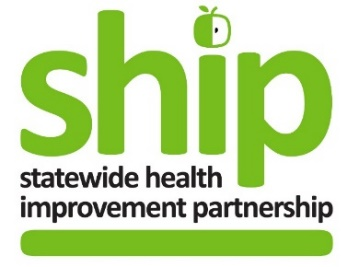 ship
statewide health
improvement partnership